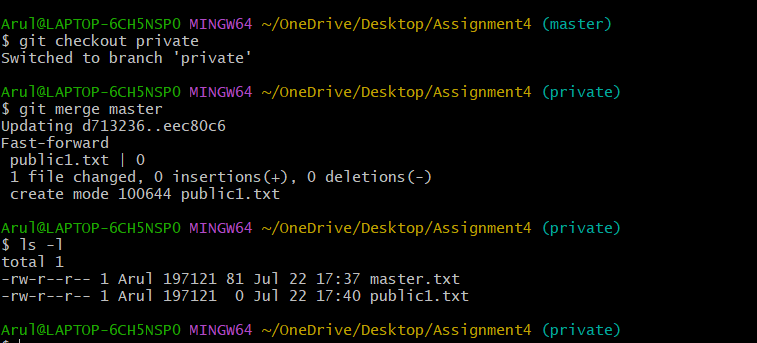 Arul@LAPTOP-6CH5NSP0 MINGW64 ~/OneDrive/Desktop/Assignment4 (master)
$ git checkout private
Switched to branch 'private'
Arul@LAPTOP-6CH5NSP0 MINGW64 ~/OneDrive/Desktop/Assignment4 (private)
$ git merge master
Updating d713236..eec80c6
Fast-forward
 public1.txt | 0
 1 file changed, 0 insertions(+), 0 deletions(-)
 create mode 100644 public1.txt
Arul@LAPTOP-6CH5NSP0 MINGW64 ~/OneDrive/Desktop/Assignment4 (private)
$ ls -l
total 1
-rw-r--r-- 1 Arul 197121 81 Jul 22 17:37 master.txt
-rw-r--r-- 1 Arul 197121  0 Jul 22 17:40 public1.txt
Arul@LAPTOP-6CH5NSP0 MINGW64 ~/OneDrive/Desktop/Assignment4 (private)
$